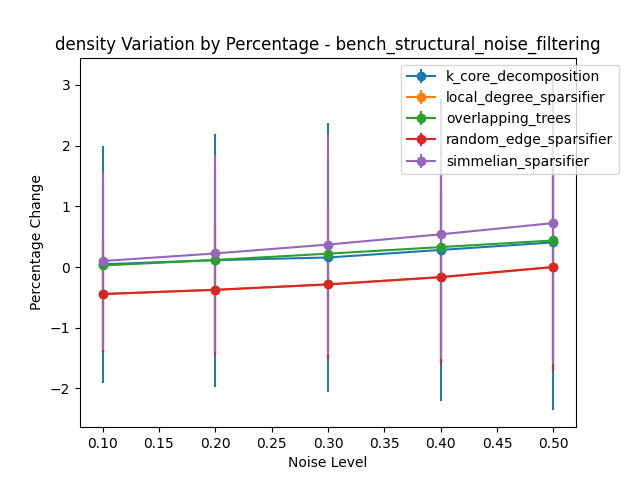 density Variation by Percentage - bench_structural_noise_filtering
k_core_decomposition
local_degree_sparsifier
overlapping_trees
random_edge_sparsifier
simmelian_sparsifier
Percentage Change
3
2
1
0
−1
−2
0.10 0.15 0.20 0.25 0.30 0.35 0.40 0.45 0.50
Noise Level